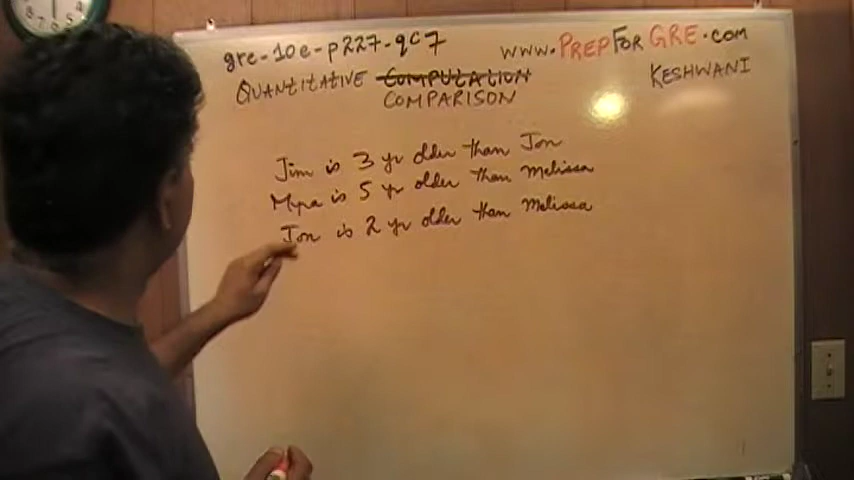 gre-10e-p227-qc7
www.PREPFORGRE.com
QUANTITATIVE COMPUTATION
COMPARISON
KESHWANI
Jim is 3 yr older than Jon
Myra is 5 yr older than Melissa
Jon is 2 yr older than Melissa